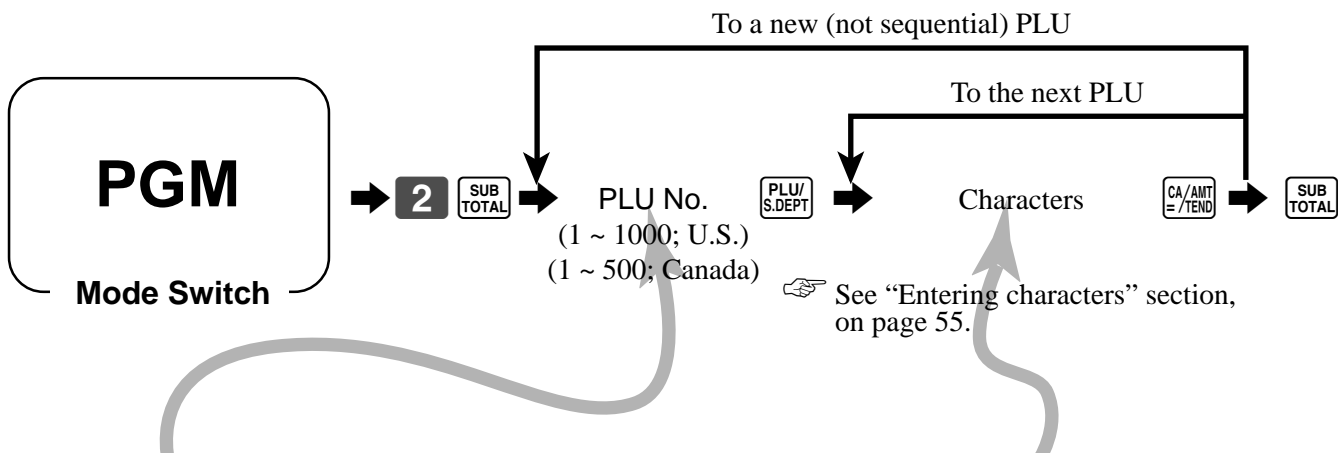 To a new (not sequential) PLU
To the next PLU
PGM
Mode Switch
2
SUB
TOTAL
PLU No.
(1 ~ 1000; U.S.)
(1 ~ 500; Canada)
PLU/
S.DEPT
Characters
☞ See “Entering characters” section,
on page 55.
CA/AMT
=/TEND
SUB
TOTAL